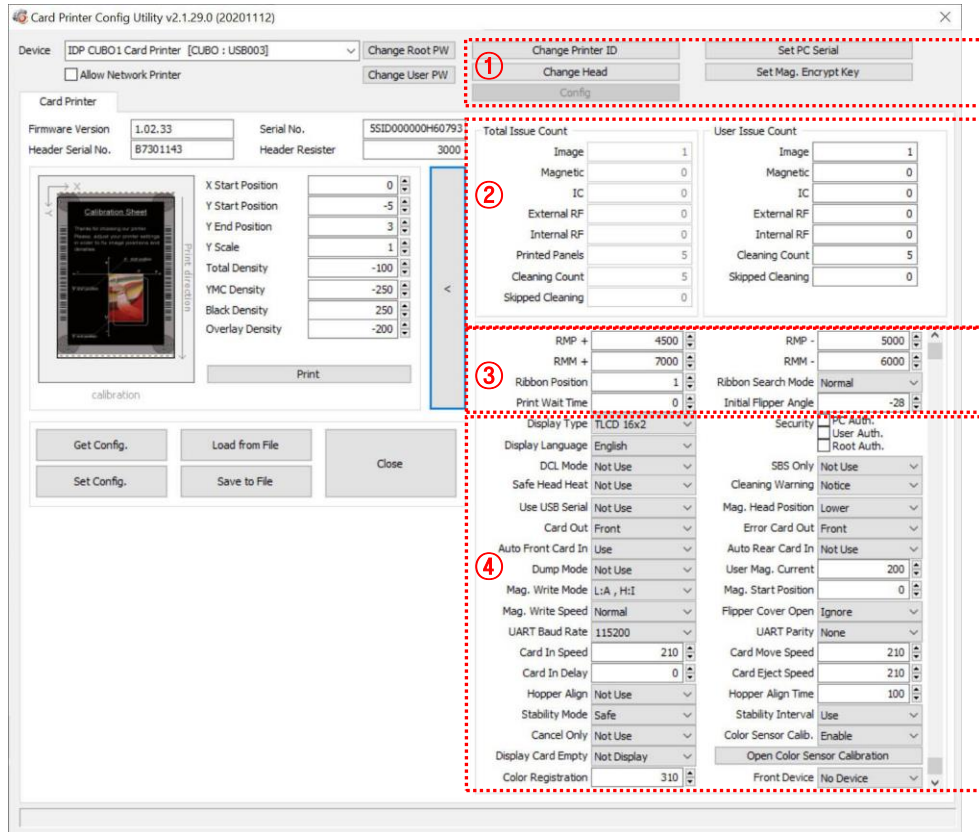 Card Printer Config Utility v2.1.29.0 (20201112)
Device IDP CUBO1 Card Printer [CUBO : USB003] Change Root PW
Allow Network Printer Change User PW
① Change Printer ID Set PC Serial
Change Head Set Mag. Encrypt Key
Config
Card Printer
Firmware Version 1.02.33 Serial No. SSID000000H60793
Header Serial No. B7301143 Header Resister 3000
X
Y
Calibration Sheet
Print direction
calibration
X Start Position 0
Y Start Position -5
Y End Position 3
Y Scale 1
Total Density -100
YMC Density -250
Black Density 250
Overlay Density -200
Print
<
Get Config. Load from File Close
Set Config. Save to File
②
Total Issue Count
Image 1
Magnetic 0
IC 0
External RF 0
Internal RF 0
Printed Panels 5
Cleaning Count 5
Skipped Cleaning 0
User Issue Count
Image 1
Magnetic 0
IC 0
External RF 0
Internal RF 0
Cleaning Count 5
Skipped Cleaning 0
③
RMP + 4500 RMP - 5000
RMM + 7000 RMM - 6000
Ribbon Position 1 Ribbon Search Mode Normal
Print Wait Time 0 Initial Flipper Angle -28
④
Display Type TLCD 16x2 Security PC Auth.
User Auth.
Display Language English Root Auth.
DCL Mode Not Use SBS Only Not Use
Safe Head Heat Not Use Cleaning Warning Notice
Use USB Serial Not Use Mag. Head Position Lower
Card Out Front Error Card Out Front
Auto Front Card In Use Auto Rear Card In Not Use
Dump Mode Not Use User Mag. Current 200
Mag. Write Mode L:A , H:I Mag. Start Position 0
Mag. Write Speed Normal Flipper Cover Open Ignore
UART Baud Rate 115200 UART Parity None
Card In Speed 210 Card Move Speed 210
Card In Delay 0 Card Eject Speed 210
Hopper Align Not Use Hopper Align Time 100
Stability Mode Safe Stability Interval Use
Cancel Only Not Use Color Sensor Calib. Enable
Display Card Empty Not Display Open Color Sensor Calibration
Color Registration 310 Front Device No Device